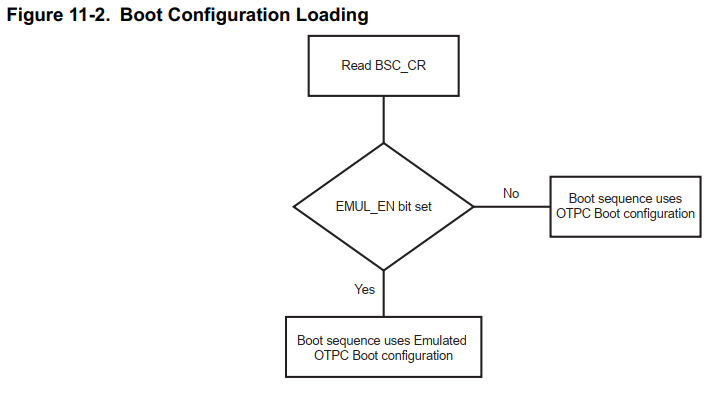 Figure 11-2. Boot Configuration Loading
Read BSC_CR
EMUL_EN bit set
No
Boot sequence uses
OTPC Boot configuration
Yes
Boot sequence uses Emulated
OTPC Boot configuration